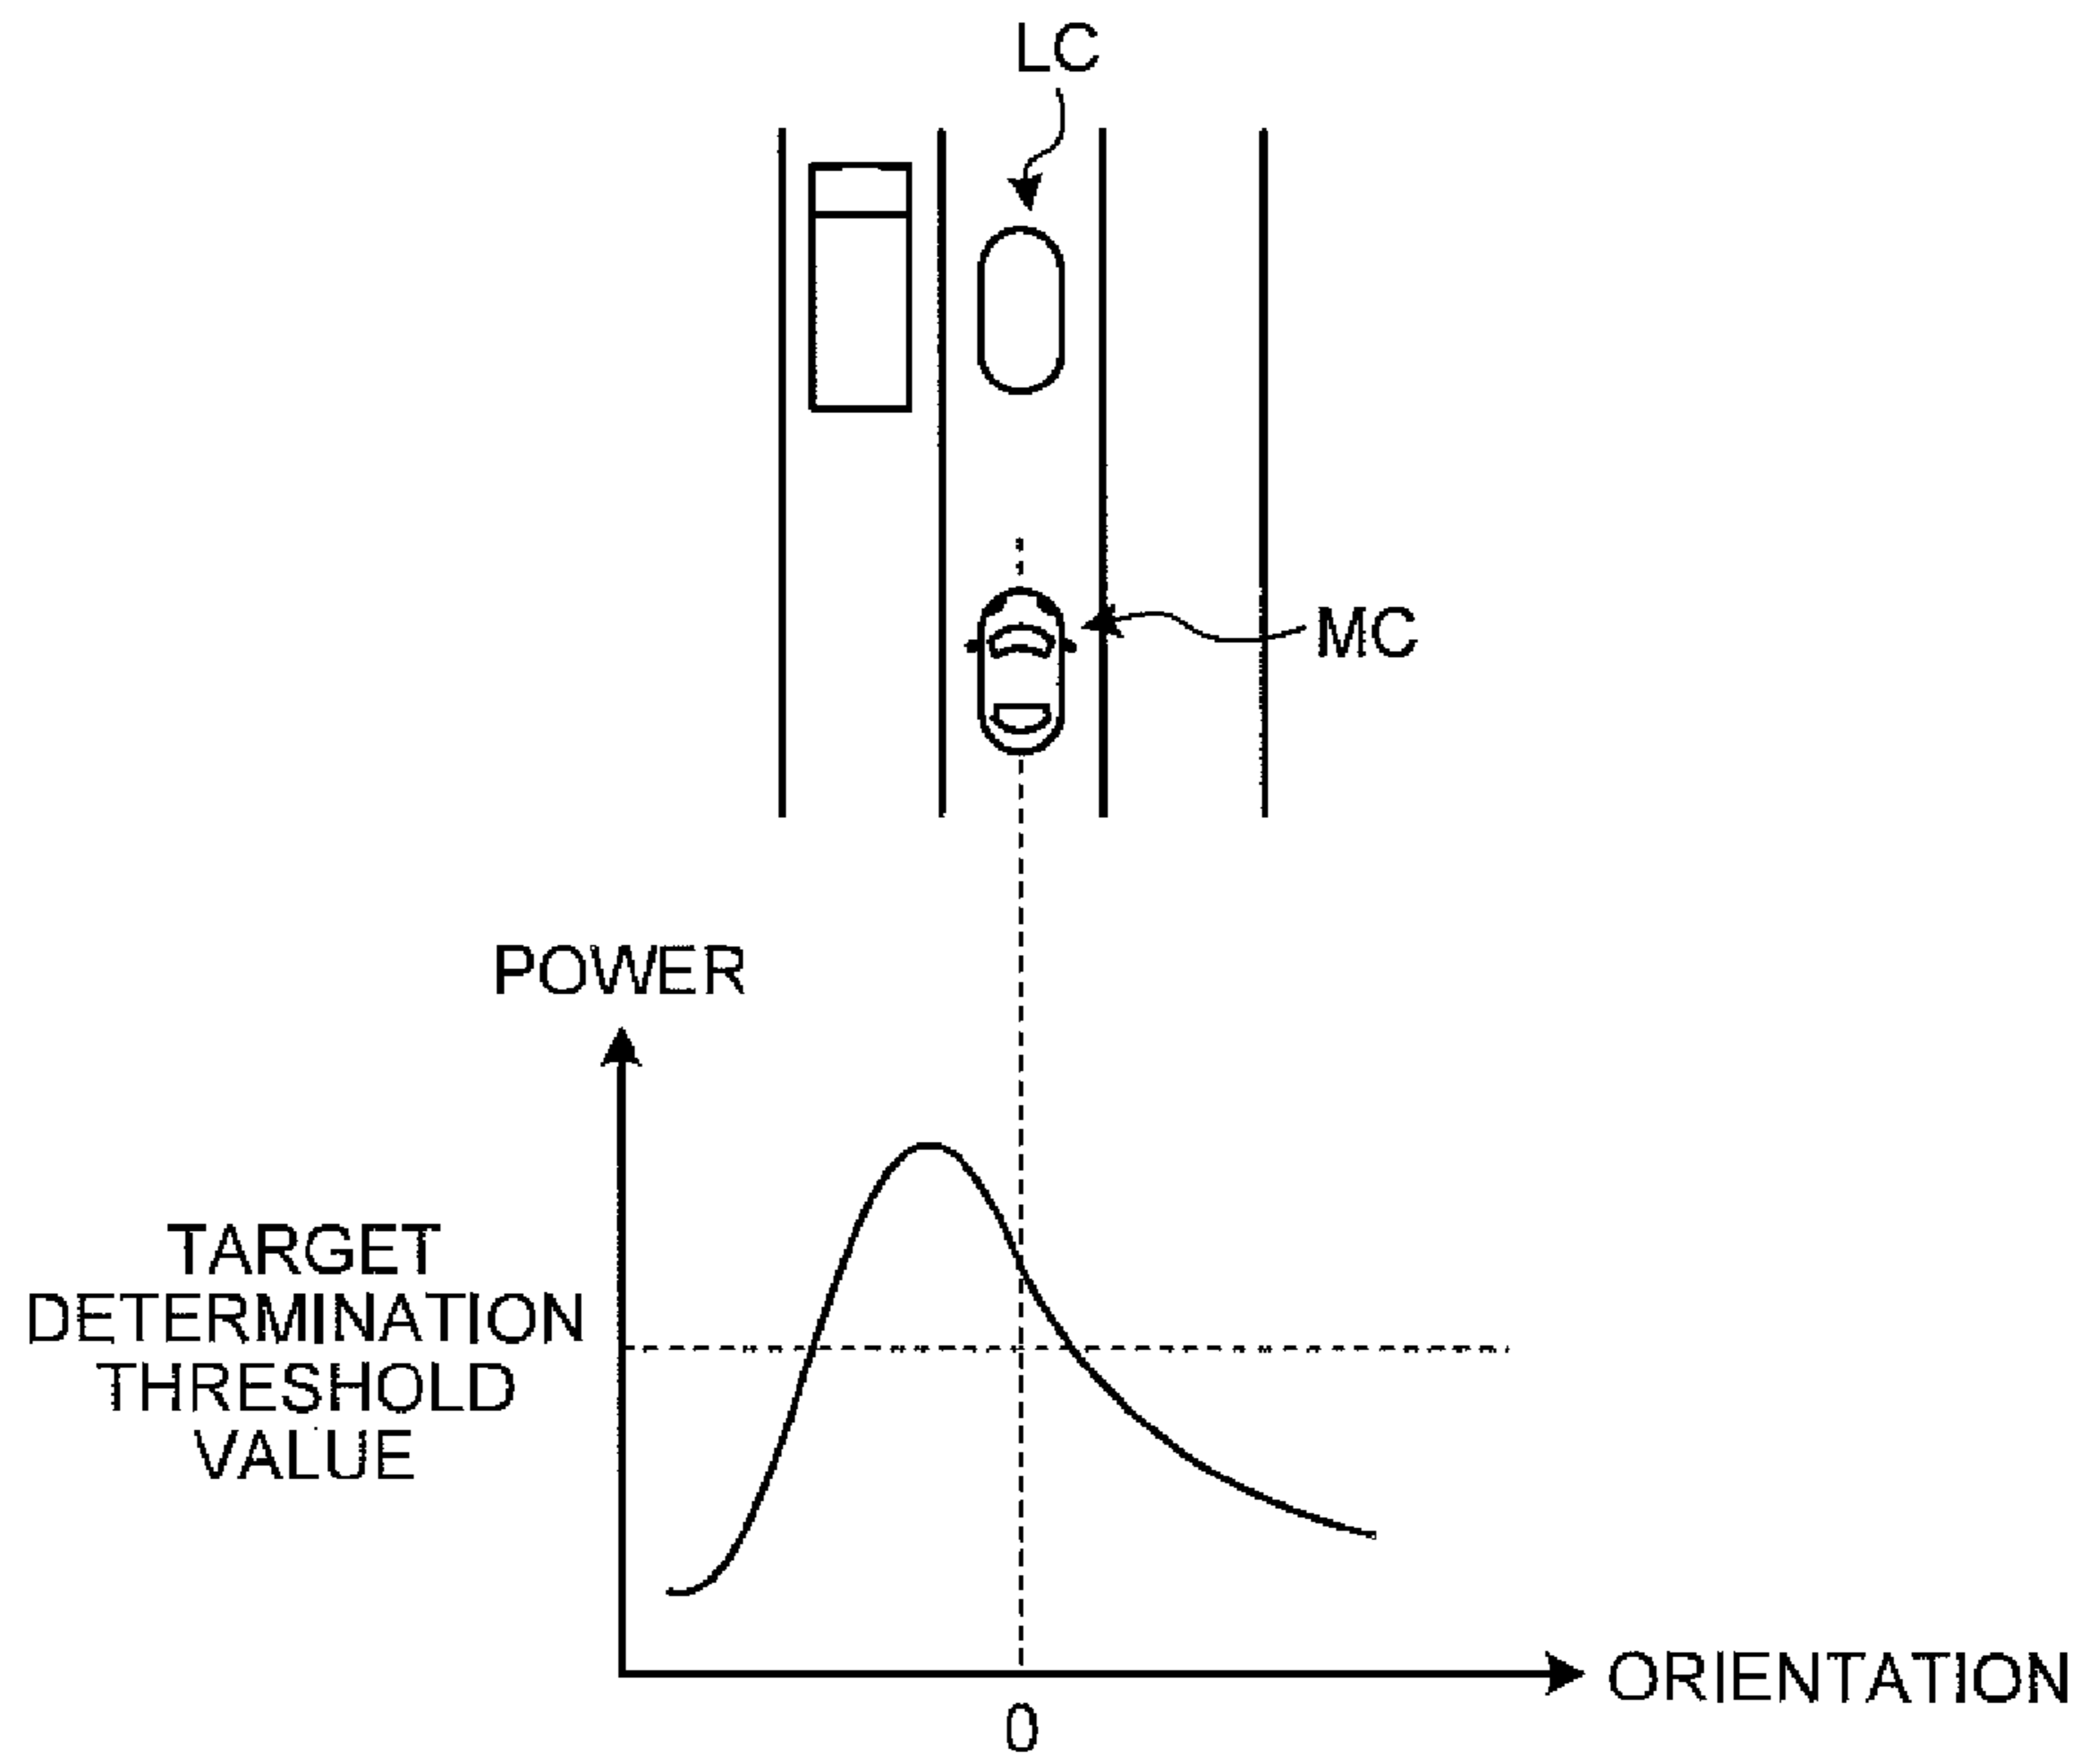 LC
MC
POWER
TARGET
DETERMINATION
THRESHOLD
VALUE
ORIENTATION
0